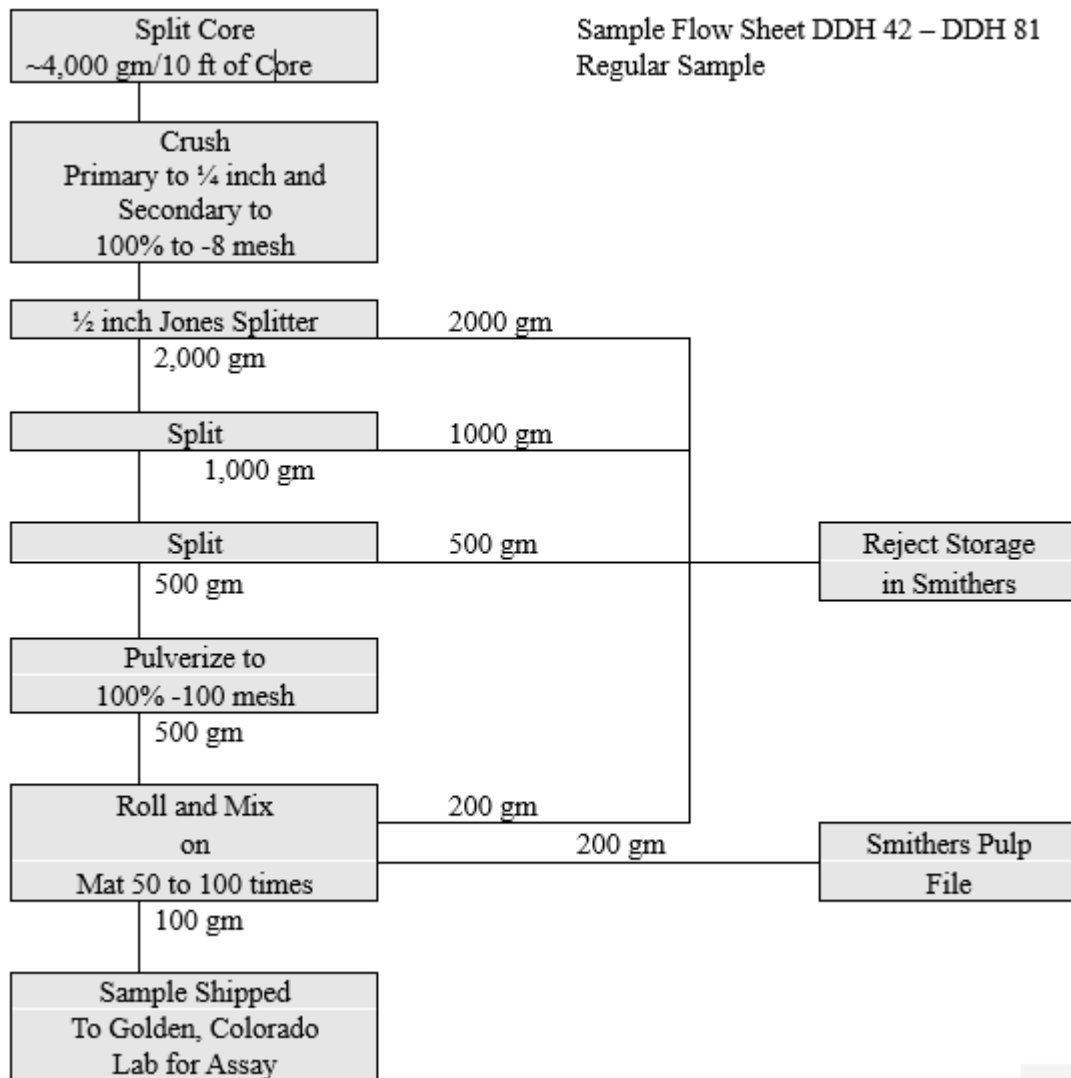 Split Core
~4,000 gm/10 ft of Core
Sample Flow Sheet DDH 42 – DDH 81
Regular Sample
Crush
Primary to ¼ inch and
Secondary to
100% to -8 mesh
½ inch Jones Splitter
2000 gm
2,000 gm
Split
1000 gm
1,000 gm
Split
500 gm
500 gm
Reject Storage
in Smithers
Pulverize to
100% -100 mesh
500 gm
Roll and Mix
on
Mat 50 to 100 times
200 gm
200 gm
Smithers Pulp
File
100 gm
Sample Shipped
To Golden, Colorado
Lab for Assay